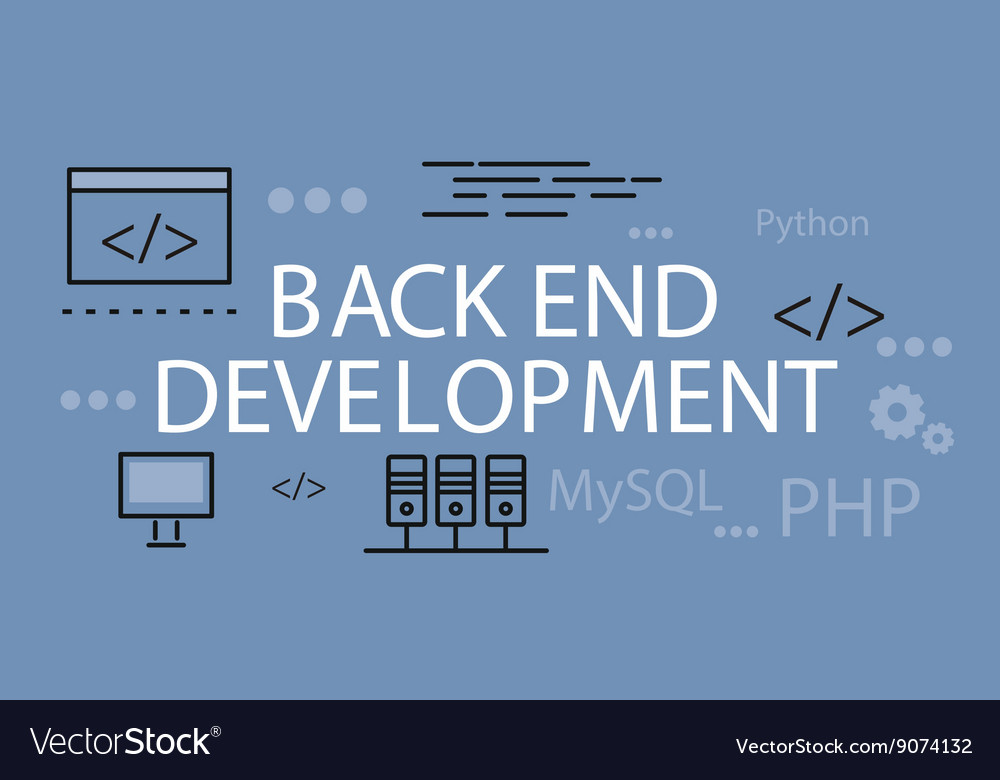 </>
Python
BACK END
</>
DEVELOPMENT
</>
MySQL
PHP
VectorStock®
VectorStock.com/9074132